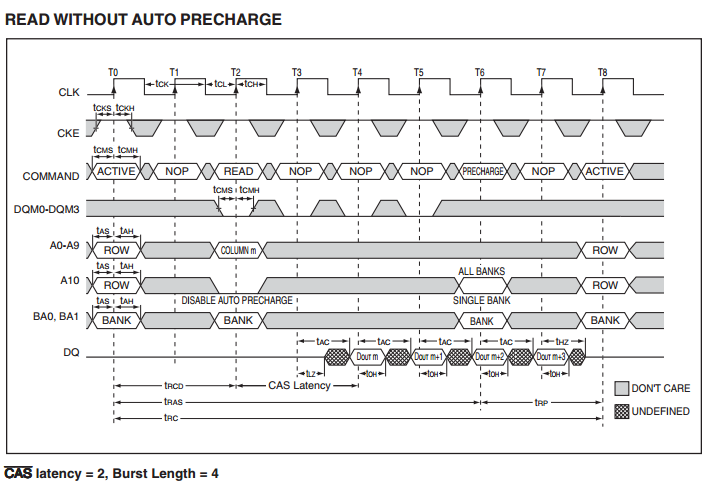 READ WITHOUT AUTO PRECHARGE
T0 T1 T2 T3 T4 T5 T6 T7 T8
CLK tCK tCL tCH
tCKS tCKH
CKE
tCMS tCMH
COMMAND ACTIVE NOP READ NOP NOP NOP PRECHARGE NOP ACTIVE
tCMS tCMH
DQM0-DQM3
tAS tAH
A0-A9 ROW COLUMN m ROW
tAS tAH ALL BANKS
A10 ROW ROW
tAS tAH DISABLE AUTO PRECHARGE SINGLE BANK
BA0, BA1 BANK BANK BANK BANK
tAC tAC tAC tAC tHZ
DQ DOUT m DOUT m+1 DOUT m+2 DOUT m+3
tLZ tOH tOH tOH tOH
tRCD CAS Latency
DON'T CARE
tRAS tRP
UNDEFINED
tRC
CAS latency = 2, Burst Length = 4